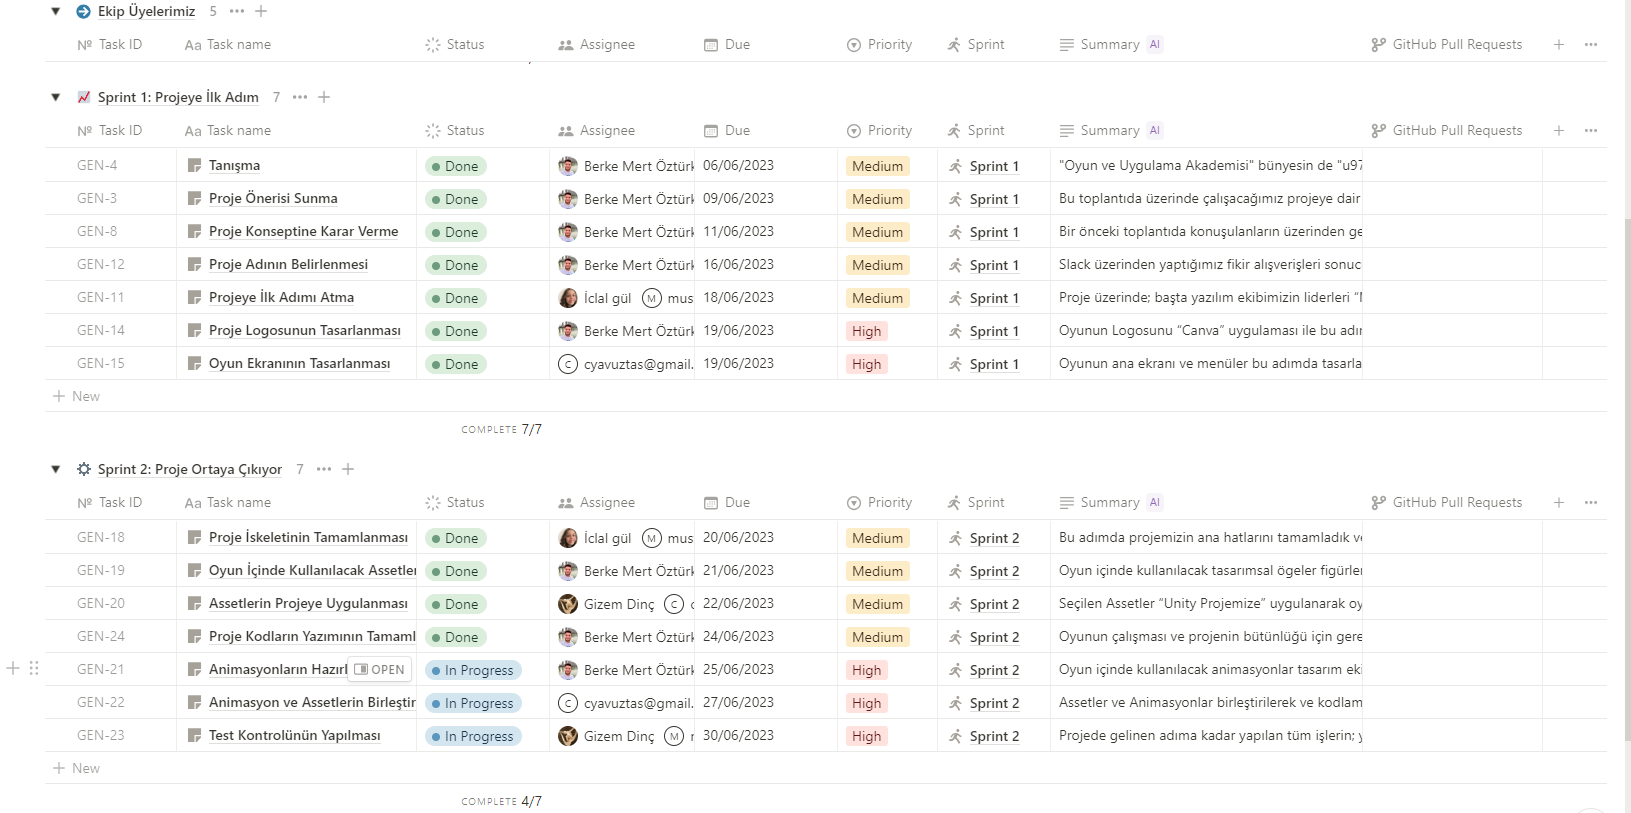 Ekip Üyelerimiz 5
Nº Task ID Aa Task name Status Assignee Due Priority Sprint Summary AI GitHub Pull Requests
Sprint 1: Projeye İlk Adım 7
Nº Task ID Aa Task name Status Assignee Due Priority Sprint Summary AI GitHub Pull Requests
GEN-4 Tanışma Done Berke Mert Öztürk 06/06/2023 Medium Sprint 1 "Oyun ve Uygulama Akademisi" bünyesin de "u97
GEN-3 Proje Önerisi Sunma Done Berke Mert Öztürk 09/06/2023 Medium Sprint 1 Bu toplantıda üzerinde çalışacağımız projeye dair
GEN-8 Proje Konseptine Karar Verme Done Berke Mert Öztürk 11/06/2023 Medium Sprint 1 Bir önceki toplantıda konuşulanların üzerinden ge
GEN-12 Proje Adının Belirlenmesi Done Berke Mert Öztürk 16/06/2023 Medium Sprint 1 Slack üzerinden yaptığımız fikir alışverişleri sonuc
GEN-11 Projeye İlk Adımı Atma Done İclal gül M mus 18/06/2023 Medium Sprint 1 Proje üzerinde; başta yazılım ekibimizin liderleri
GEN-14 Proje Logosunun Tasarlanması Done Berke Mert Öztürk 19/06/2023 High Sprint 1 Oyunun Logosunu “Canva” uygulaması ile bu adır
GEN-15 Oyun Ekranının Tasarlanması Done C cyavuztas@gmail. 19/06/2023 High Sprint 1 Oyunun ana ekranı ve menüler bu adımda tasarla
New
COMPLETE 7/7
Sprint 2: Proje Ortaya Çıkıyor 7
Nº Task ID Aa Task name Status Assignee Due Priority Sprint Summary AI GitHub Pull Requests
GEN-18 Proje İskeletinin Tamamlanması Done İclal gül M mus 20/06/2023 Medium Sprint 2 Bu adımda projemizin ana hatlarını tamamladık ve
GEN-19 Oyun İçinde Kullanılacak Assetler Done Berke Mert Öztürk 21/06/2023 Medium Sprint 2 Oyun içinde kullanılacak tasarımsal ögeler figürler
GEN-20 Assetlerin Projeye Uygulanması Done Gizem Dinç C c 22/06/2023 Medium Sprint 2 Seçilen Assetler “Unity Projemize” uygulanarak oy
GEN-24 Proje Kodların Yazımının Tamaml Done Berke Mert Öztürk 24/06/2023 Medium Sprint 2 Oyunun çalışması ve projenin bütünlüğü için gere
GEN-21 Animasyonların Hazırl OPEN In Progress Berke Mert Öztürk 25/06/2023 High Sprint 2 Oyun içinde kullanılacak animasyonlar tasarım eki
GEN-22 Animasyon ve Assetlerin Birleştir In Progress C cyavuztas@gmail. 27/06/2023 High Sprint 2 Assetler ve Animasyonlar birleştirilerek ve kodlam
GEN-23 Test Kontrolünün Yapılması In Progress Gizem Dinç M 30/06/2023 High Sprint 2 Projede gelinen adıma kadar yapılan tüm işlerin; y
New
COMPLETE 4/7